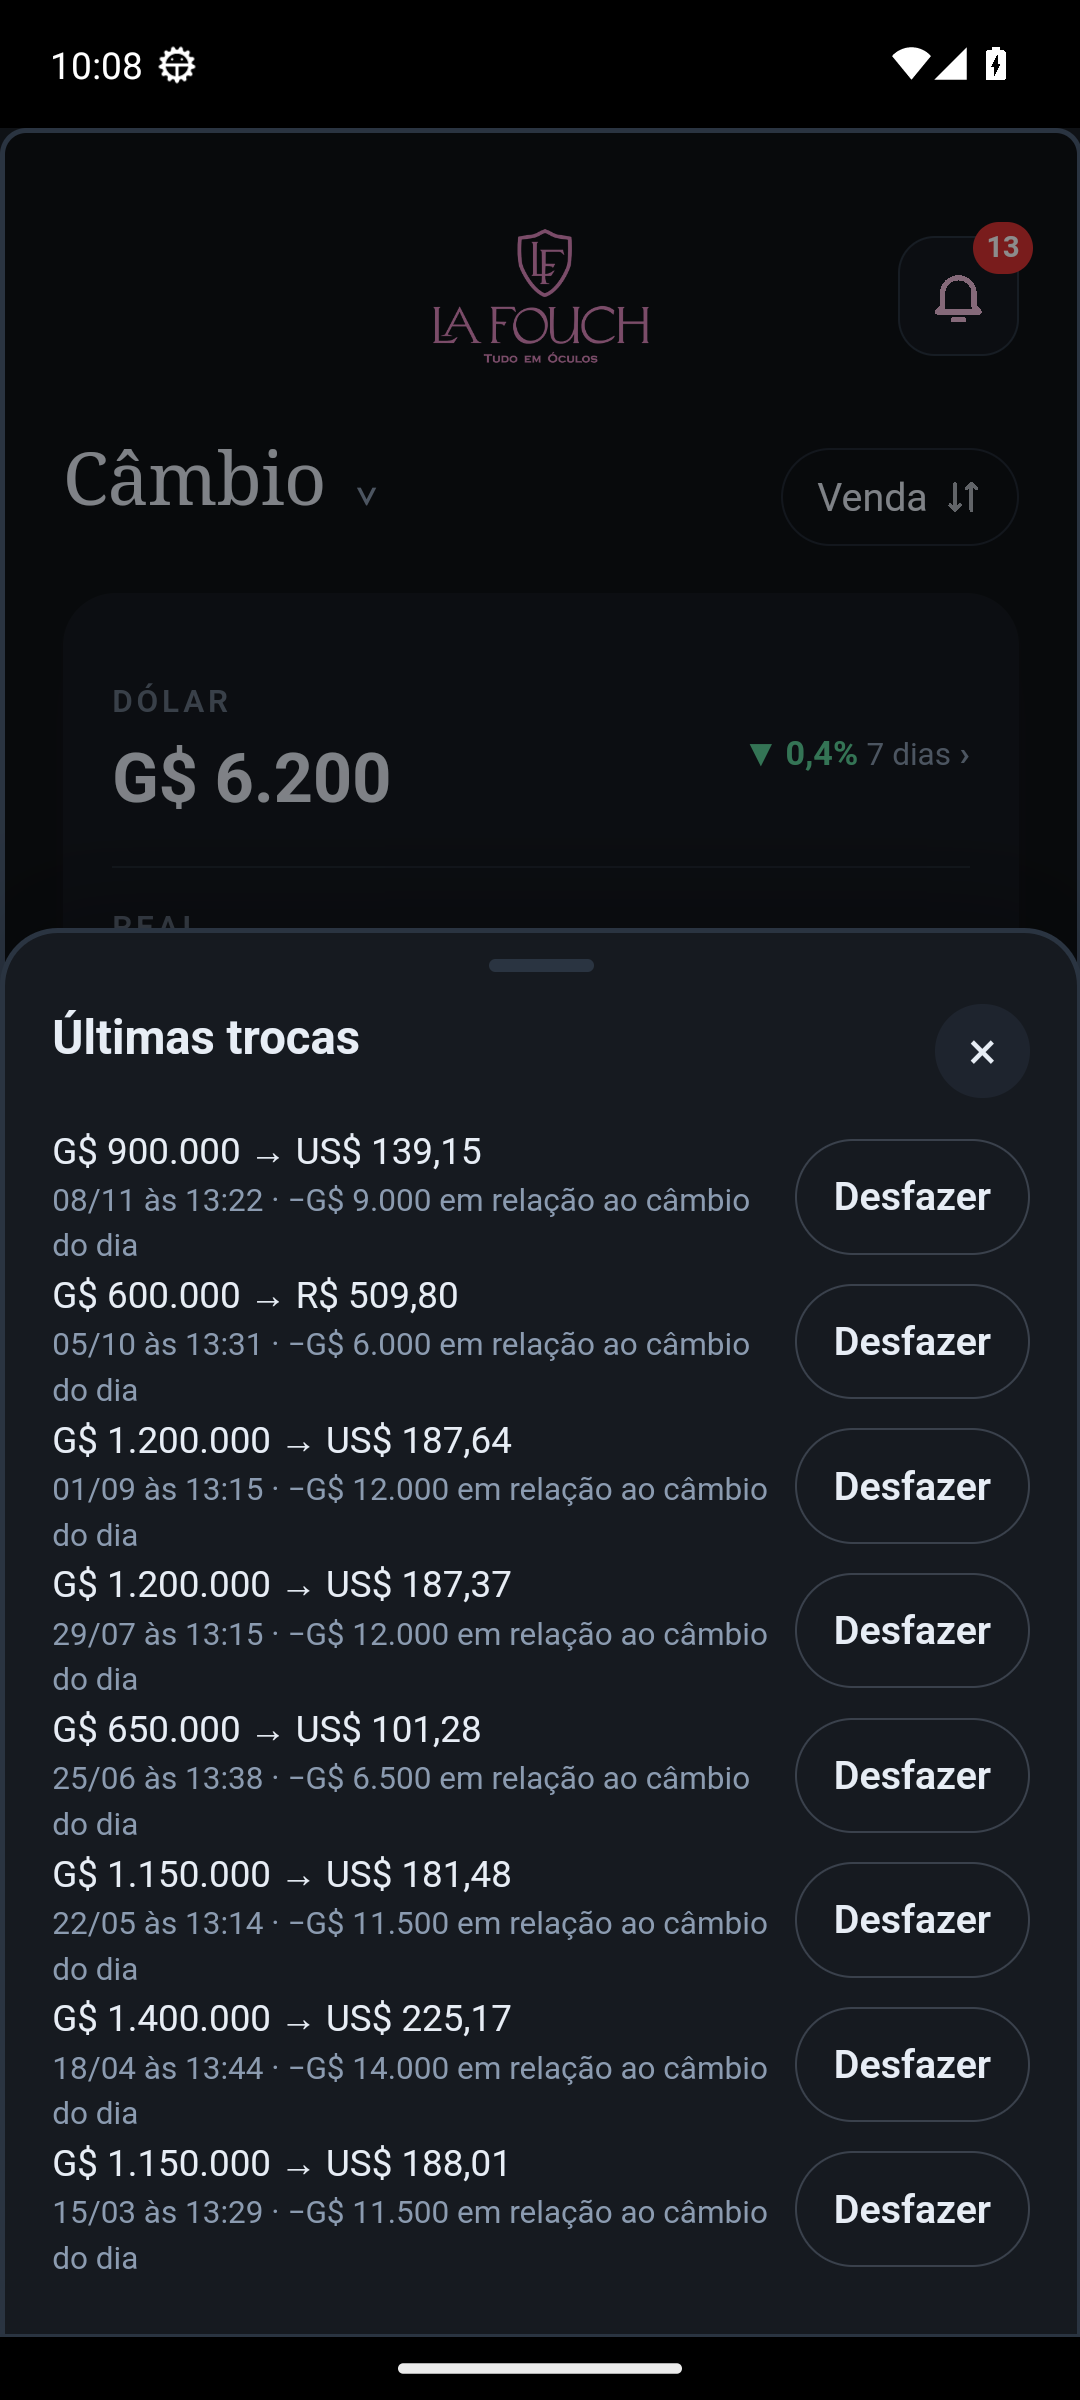 10:08
LF
LA FOUCH
TUDO EM ÓCULOS
13
Câmbio
Venda
DÓLAR
G$ 6.200
▼ 0,4% 7 dias ›
REAL
Últimas trocas
×
G$ 900.000 → US$ 139,15
08/11 às 13:22 · −G$ 9.000 em relação ao câmbio
do dia
Desfazer
G$ 600.000 → R$ 509,80
05/10 às 13:31 · −G$ 6.000 em relação ao câmbio
do dia
Desfazer
G$ 1.200.000 → US$ 187,64
01/09 às 13:15 · −G$ 12.000 em relação ao câmbio
do dia
Desfazer
G$ 1.200.000 → US$ 187,37
29/07 às 13:15 · −G$ 12.000 em relação ao câmbio
do dia
Desfazer
G$ 650.000 → US$ 101,28
25/06 às 13:38 · −G$ 6.500 em relação ao câmbio
do dia
Desfazer
G$ 1.150.000 → US$ 181,48
22/05 às 13:14 · −G$ 11.500 em relação ao câmbio
do dia
Desfazer
G$ 1.400.000 → US$ 225,17
18/04 às 13:44 · −G$ 14.000 em relação ao câmbio
do dia
Desfazer
G$ 1.150.000 → US$ 188,01
15/03 às 13:29 · −G$ 11.500 em relação ao câmbio
do dia
Desfazer